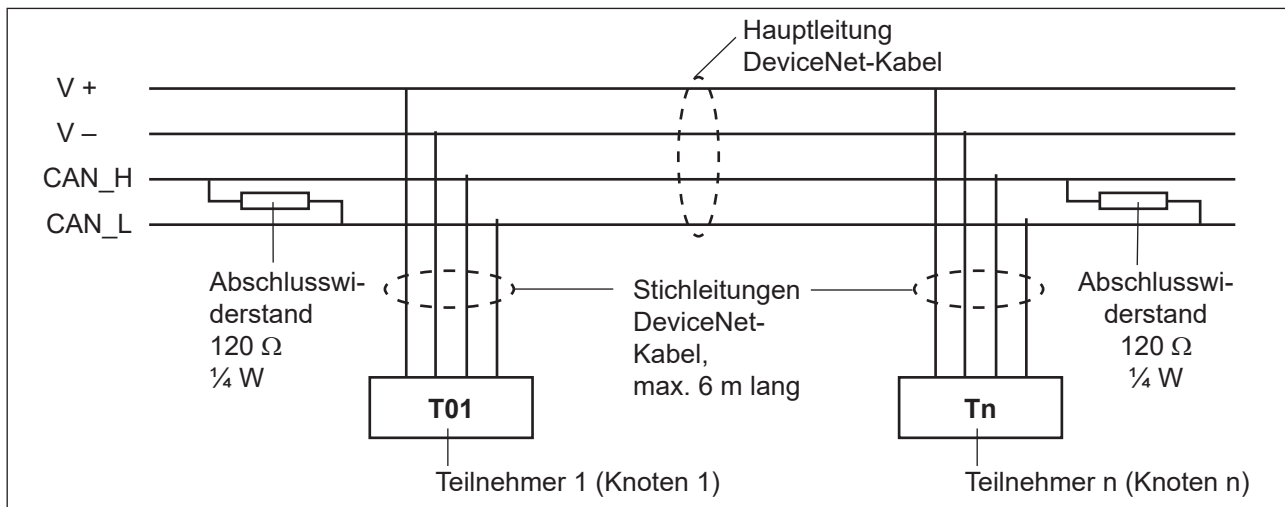 Hauptleitung
DeviceNet-Kabel
V +
V –
CAN_H
CAN_L
Abschlusswi-
derstand
120 Ω
¼ W
Stichleitungen
DeviceNet-
Kabel,
max. 6 m lang
Abschlusswi-
derstand
120 Ω
¼ W
T01
Tn
Teilnehmer 1 (Knoten 1)
Teilnehmer n (Knoten n)